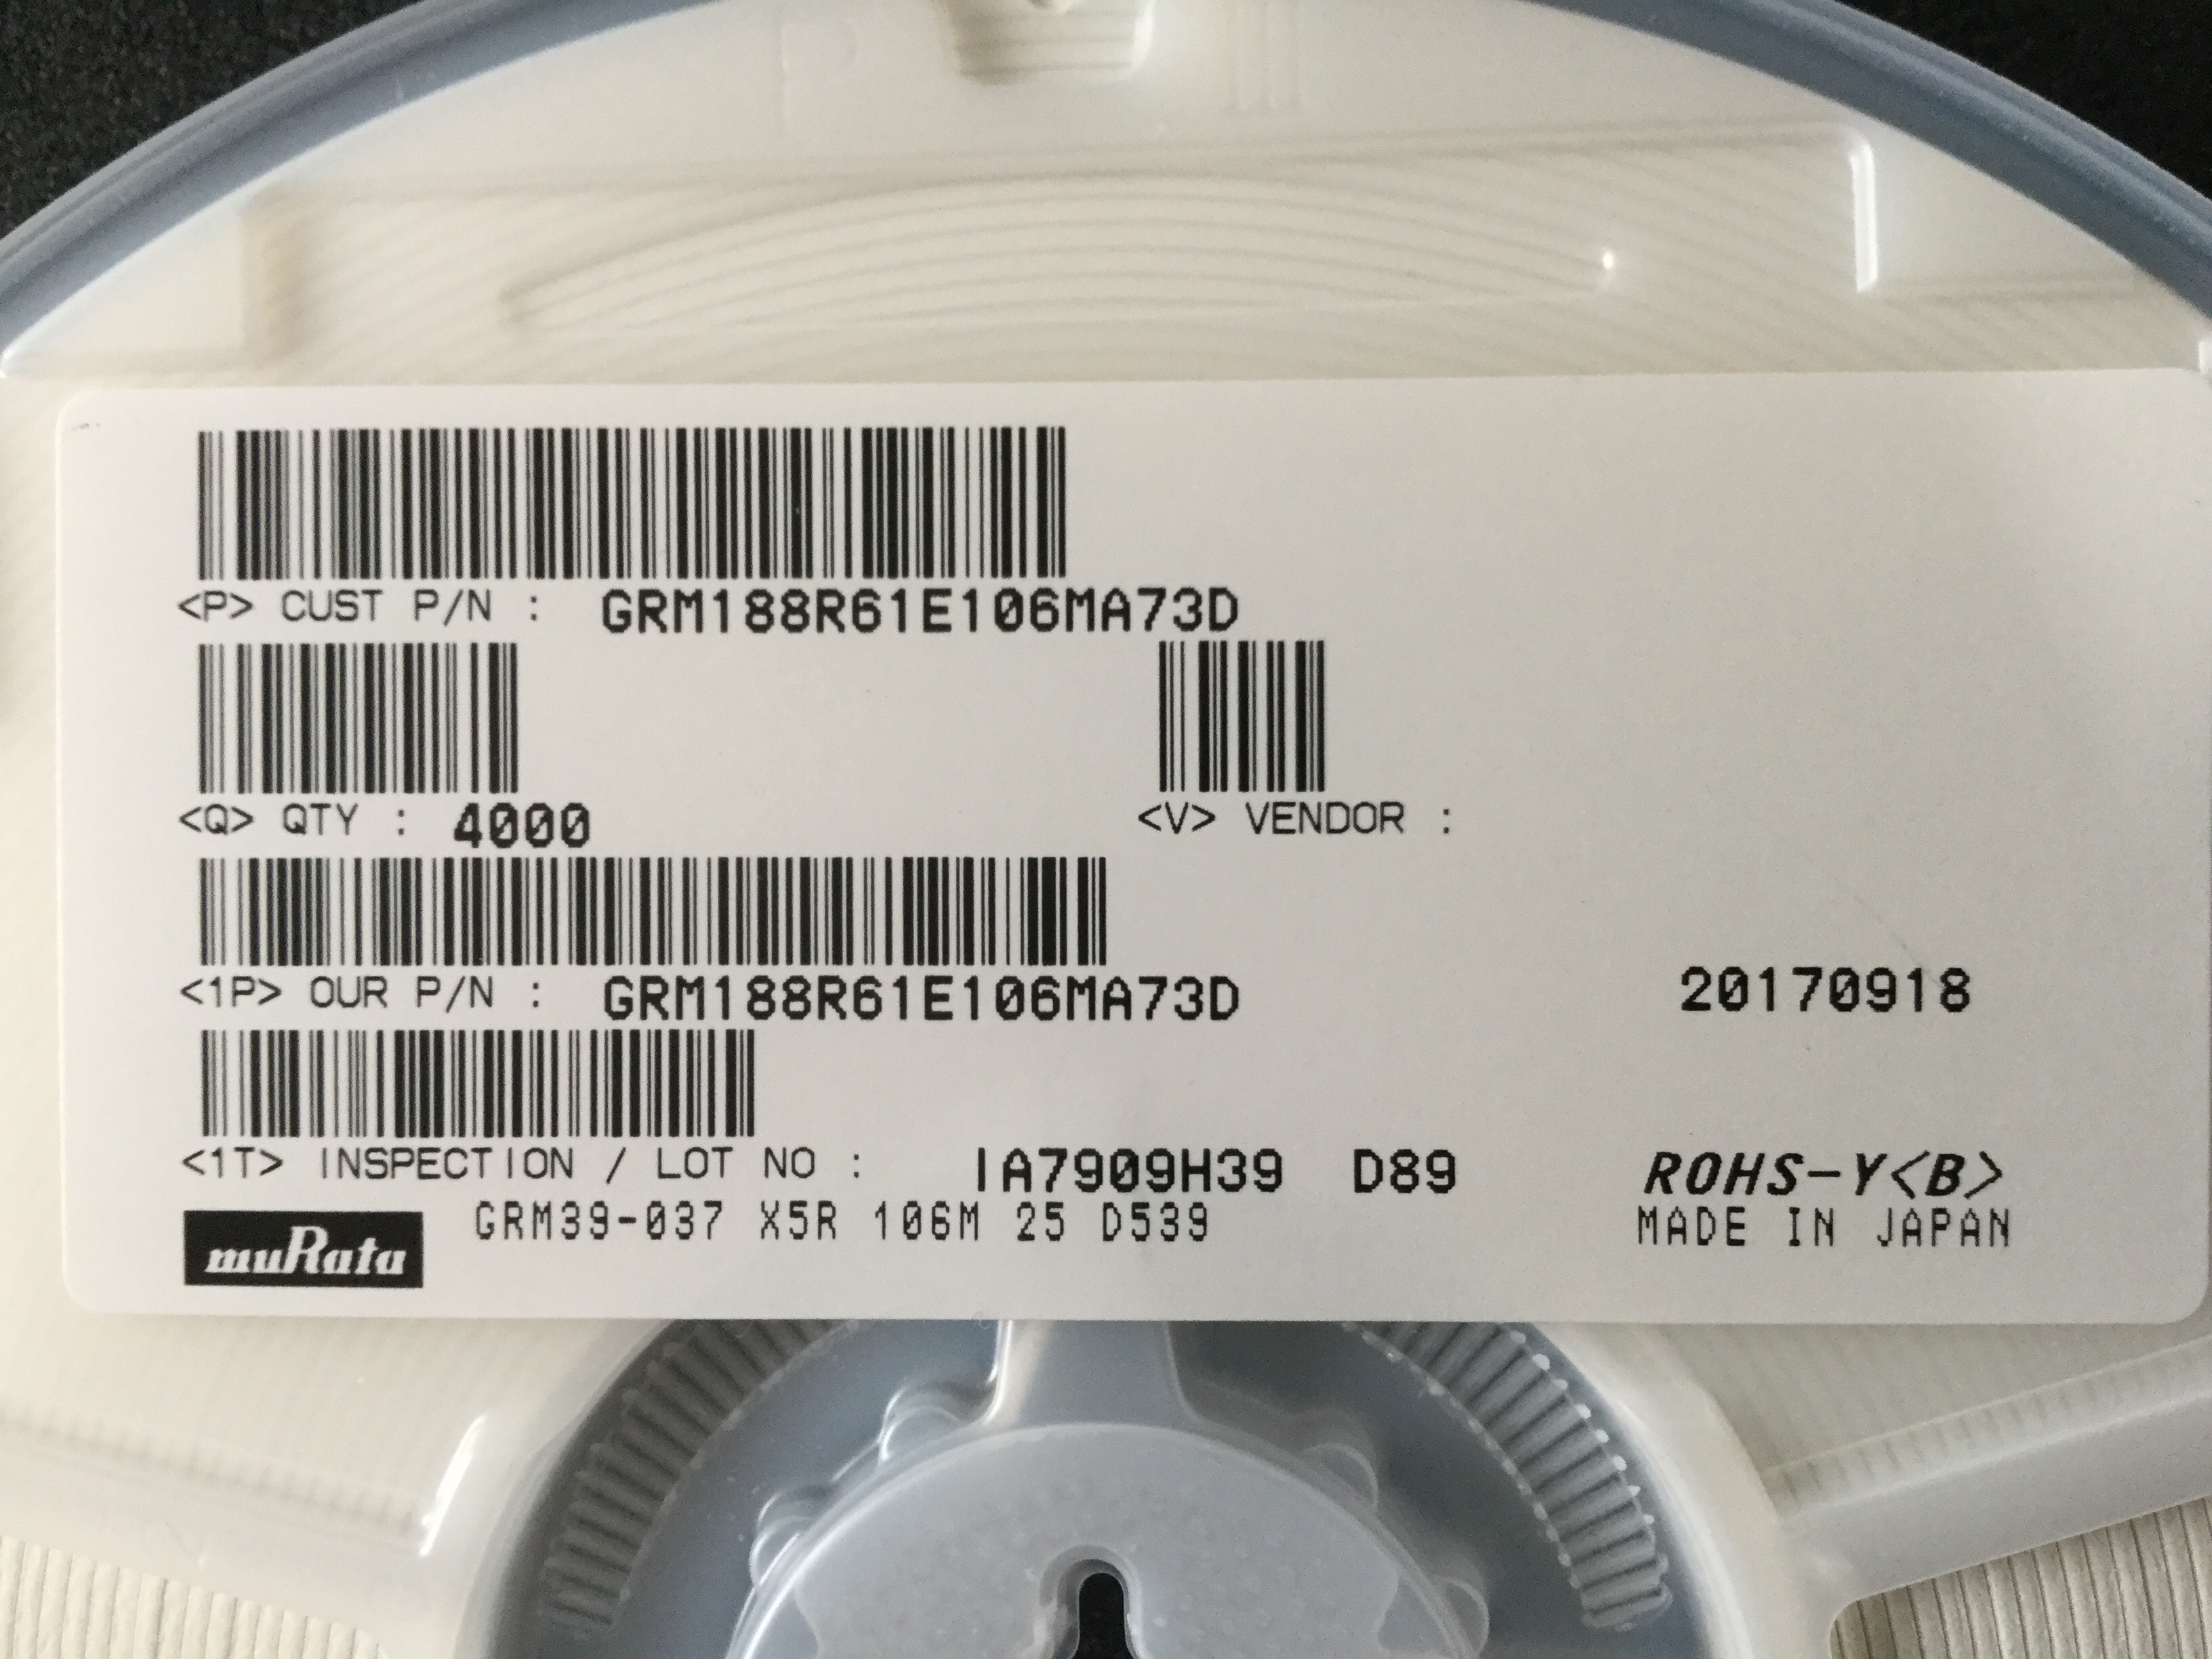 <P> CUST P/N : GRM188R61E106MA73D
<Q> QTY : 4000 <V> VENDOR :
<1P> OUR P/N : GRM188R61E106MA73D 20170918
<1T> INSPECTION / LOT NO : IA7909H39 D89 ROHS-Y<B>
muRata GRM39-037 X5R 106M 25 D539 MADE IN JAPAN